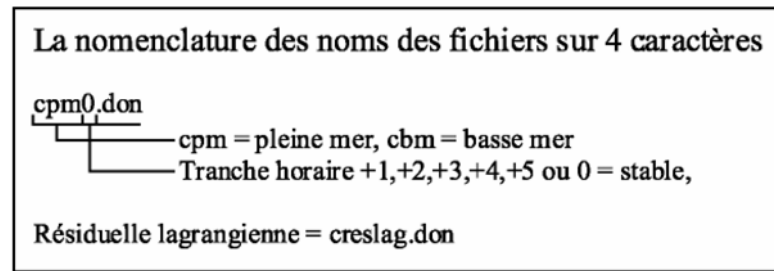 La nomenclature des noms des fichiers sur 4 caractères
cpm0.don
cpm = pleine mer, cbm = basse mer
Tranche horaire +1,+2,+3,+4,+5 ou 0 = stable,
Résiduelle lagrangienne = creslag.don